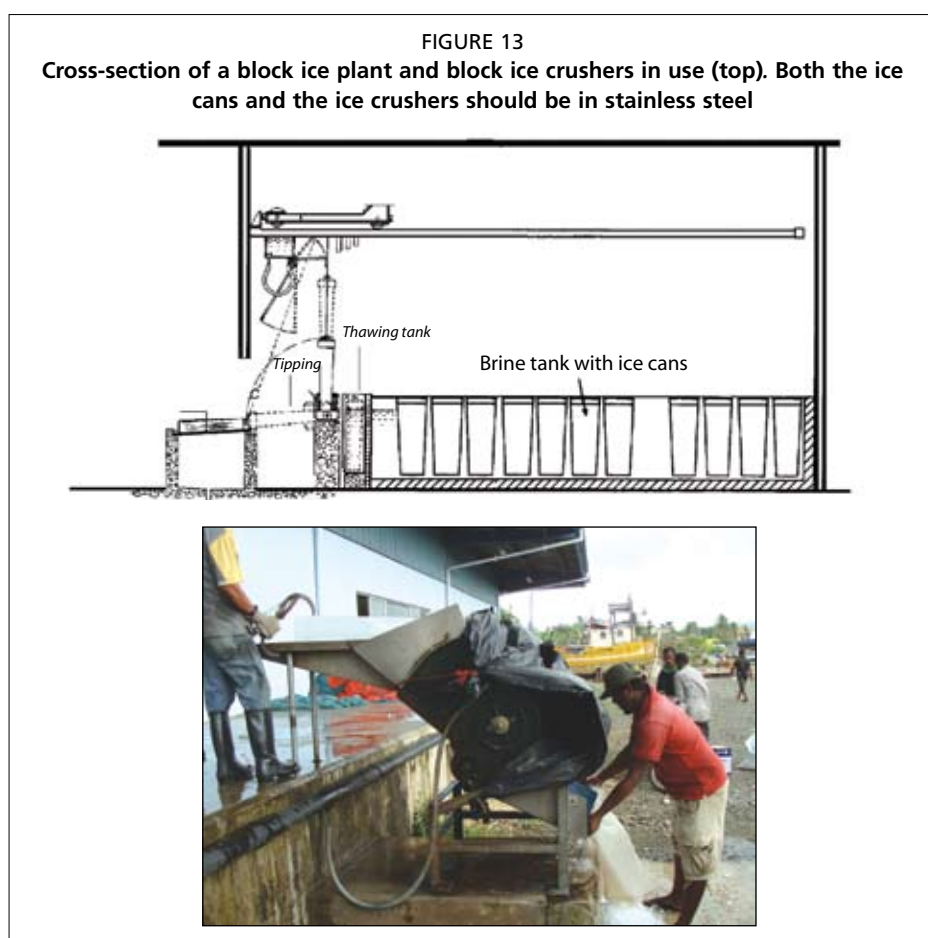 FIGURE 13
Cross-section of a block ice plant and block ice crushers in use (top). Both the ice
cans and the ice crushers should be in stainless steel
Thawing tank
Tipping
Brine tank with ice cans